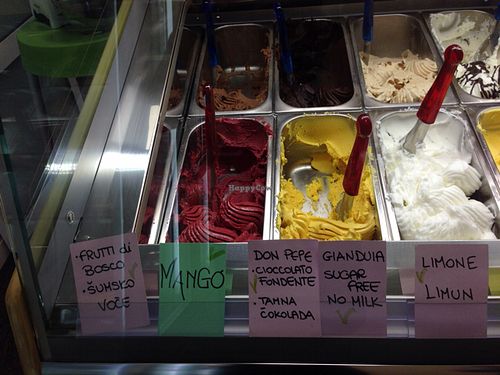 • FRUTTI di
BOSCO
• ŠUMSKO
VOĆE
MANGO
DON PEPE
• CIOCCOLATO
FONDENTE
• TAMNA
ČOKOLADA
GIANDUIA
SUGAR
FREE
NO MILK
LIMONE
LIMUN
HappyCow